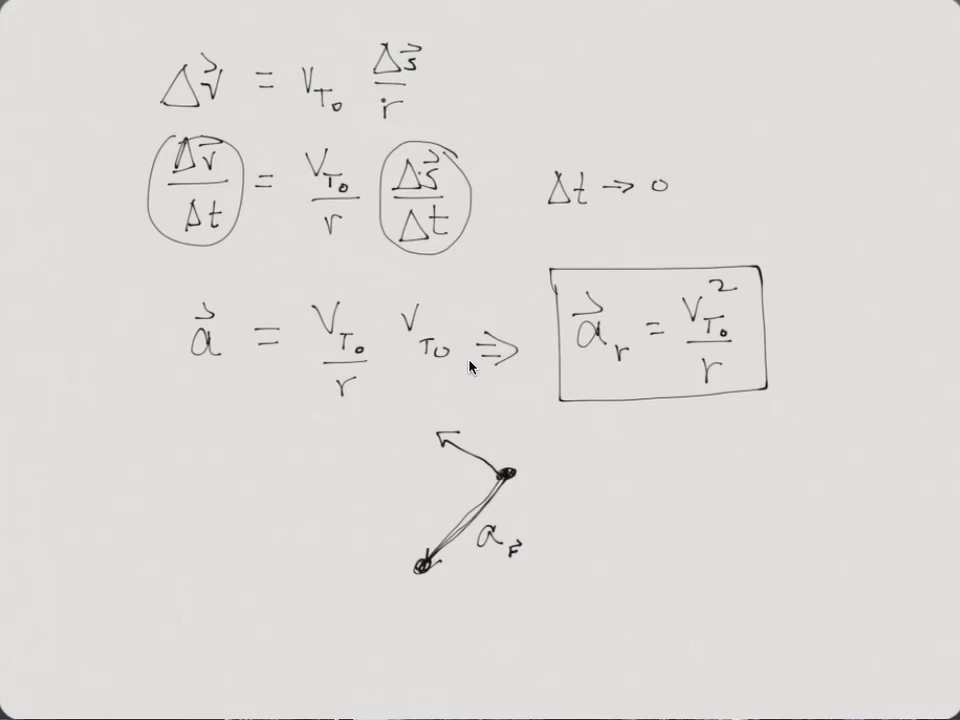 Δv⃗ = v_T₀ Δs⃗/r
Δv⃗/Δt = v_T₀/r Δs⃗/Δt Δt → 0
a⃗ = v_T₀/r v_T₀ ⇒ a⃗_r = v_T₀²/r
a_r⃗